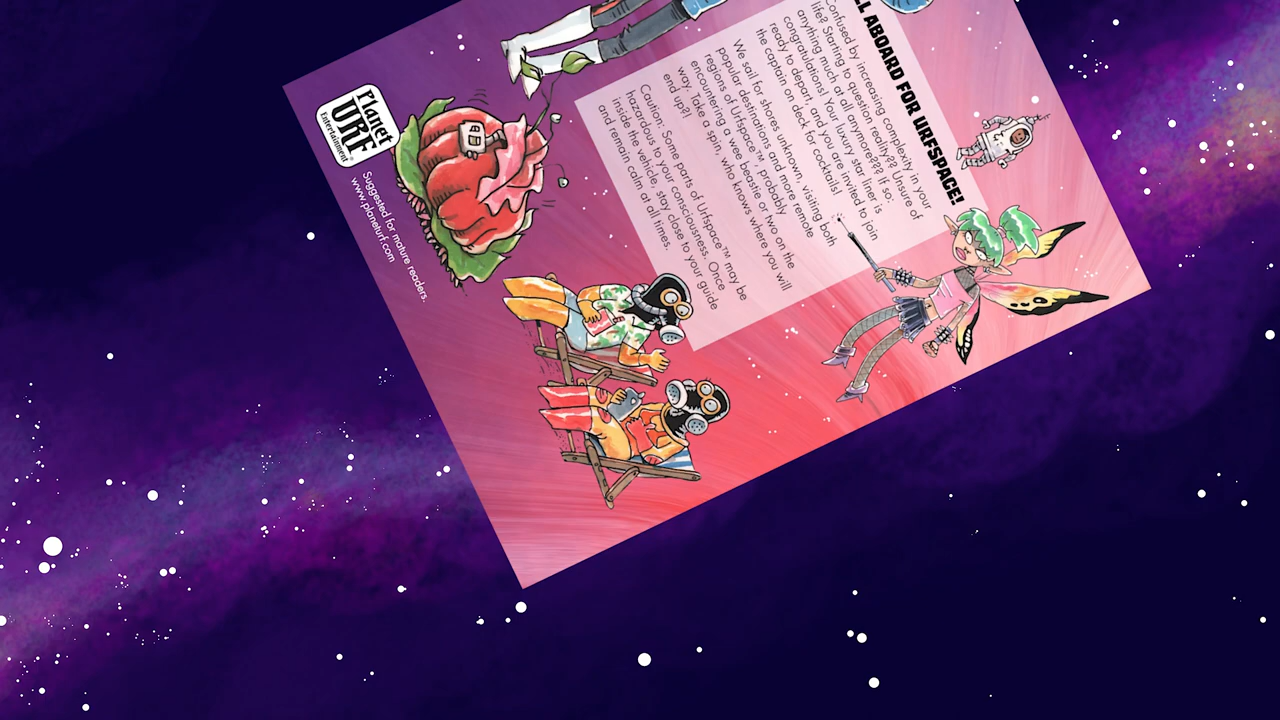 LL ABOARD FOR URFSPACE!
Confused by increasing complexity in your
life? Starting to question reality?? Unsure of
anything much at all anymore??? If so:
congratulations! Your luxury star liner is
ready to depart, and you are invited to join
the captain on deck for cocktails!
We sail for shores unknown, visiting both
popular destinations and more remote
regions of Urfspace™, probably
encountering a wee beastie or two on the
way. Take a spin, who knows where you will
end up?!
Caution: Some parts of Urfspace™ may be
hazardous to your consciousness. Once
inside the vehicle, stay close to your guide
and remain calm at all times.
Planet
URF
Entertainment
Suggested for mature readers.
www.planeturf.com